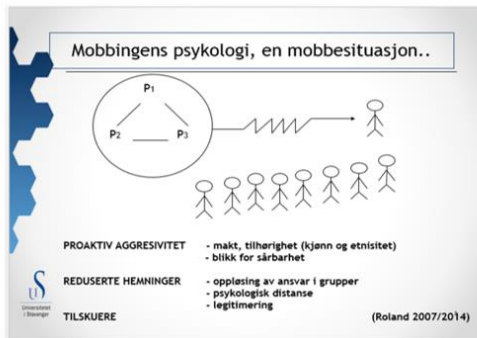 Mobbingens psykologi, en mobbesituasjon..
P1
P2
P3
PROAKTIV AGGRESIVITET - makt, tilhørighet (kjønn og etnisitet)
- blikk for sårbarhet
REDUSERTE HEMNINGER - oppløsing av ansvar i grupper
- psykologisk distanse
- legitimering
TILSKUERE (Roland 2007/2014)
Universitetet
i Stavanger